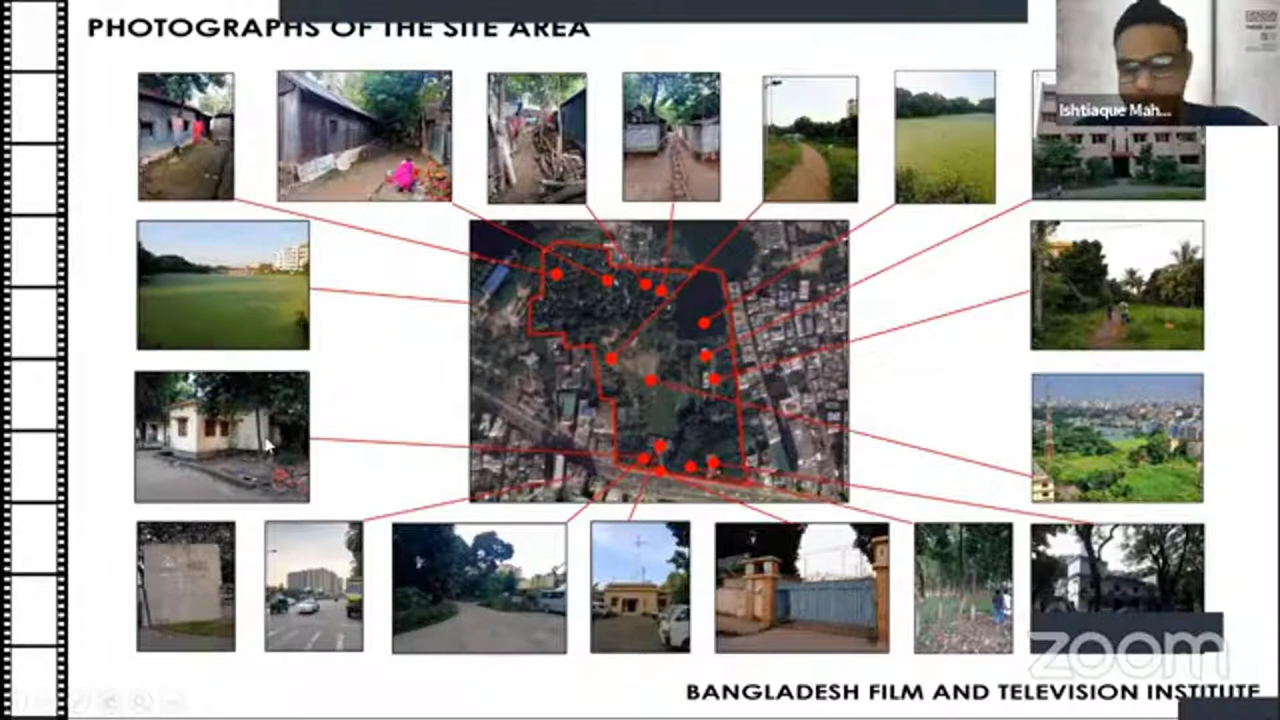 PHOTOGRAPHS OF THE SITE AREA
Ishtiaque Mah...
zoom
BANGLADESH FILM AND TELEVISION INSTITUTE